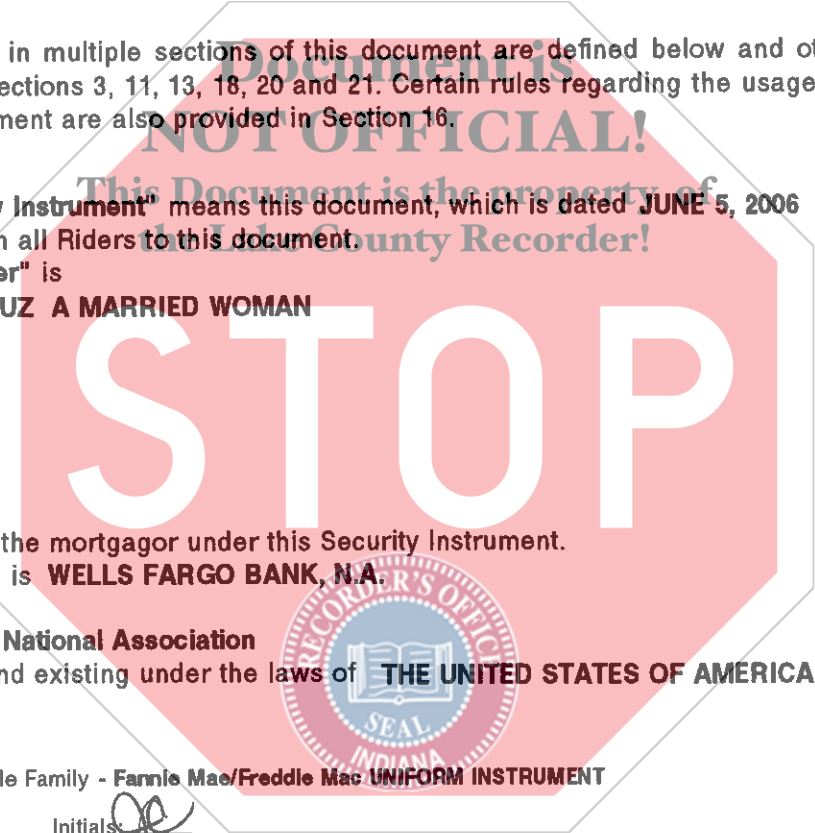 in multiple sections of this document are defined below and ot
ections 3, 11, 13, 18, 20 and 21. Certain rules regarding the usage
ment are also provided in Section 16.
Document is
NOT OFFICIAL!
This Document is the property of
the Lake County Recorder!
y Instrument" means this document, which is dated JUNE 5, 2006
h all Riders to this document.
er" is
UZ A MARRIED WOMAN
STOP
the mortgagor under this Security Instrument.
is WELLS FARGO BANK, N.A.
National Association
nd existing under the laws of THE UNITED STATES OF AMERICA
RECORDER'S OFFICE
SEAL
INDIANA
le Family - Fannie Mae/Freddie Mac UNIFORM INSTRUMENT
Initials: